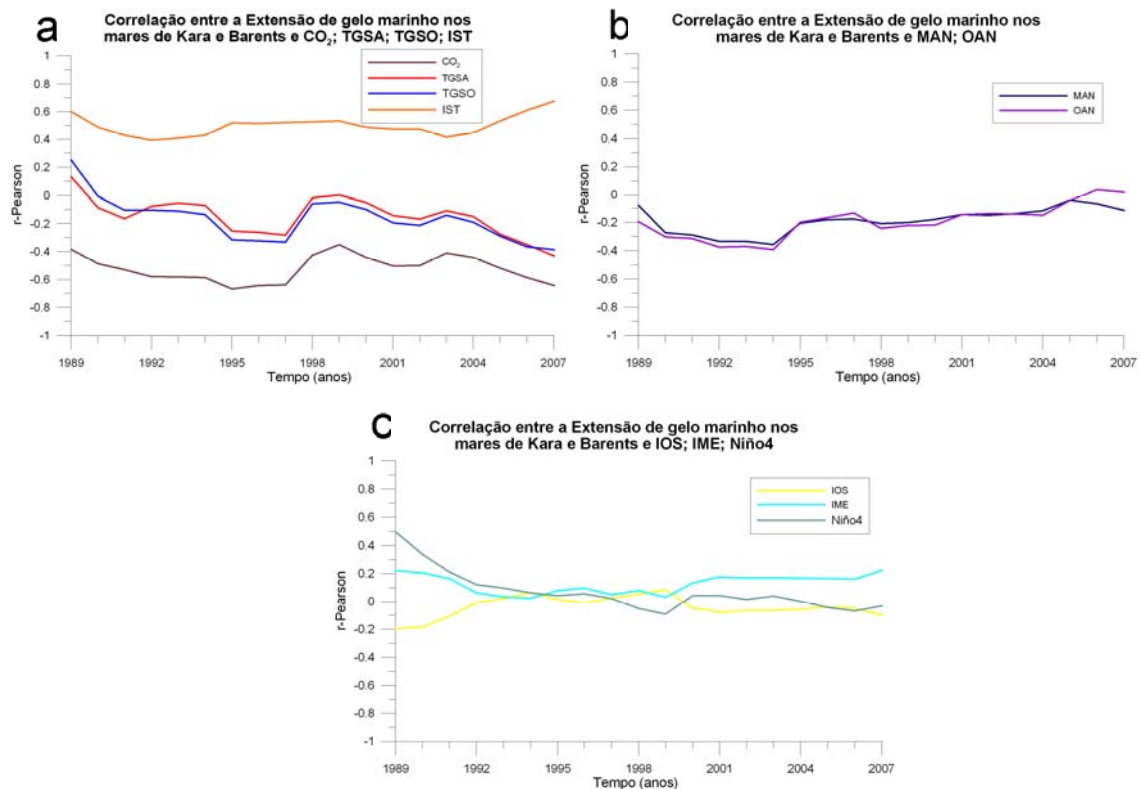 a
Correlação entre a Extensão de gelo marinho nos
mares de Kara e Barents e CO₂; TGSA; TGSO; IST
CO₂
TGSA
TGSO
IST
1
0.8
0.6
0.4
0.2
0
-0.2
-0.4
-0.6
-0.8
-1
r-Pearson
1989
1992
1995
1998
2001
2004
2007
Tempo (anos)
b
Correlação entre a Extensão de gelo marinho nos
mares de Kara e Barents e MAN; OAN
MAN
OAN
1
0.8
0.6
0.4
0.2
0
-0.2
-0.4
-0.6
-0.8
-1
r-Pearson
1989
1992
1995
1998
2001
2004
2007
Tempo (anos)
c
Correlação entre a Extensão de gelo marinho nos
mares de Kara e Barents e IOS; IME; Niño4
IOS
IME
Niño4
1
0.8
0.6
0.4
0.2
0
-0.2
-0.4
-0.6
-0.8
-1
r-Pearson
1989
1992
1995
1998
2001
2004
2007
Tempo (anos)